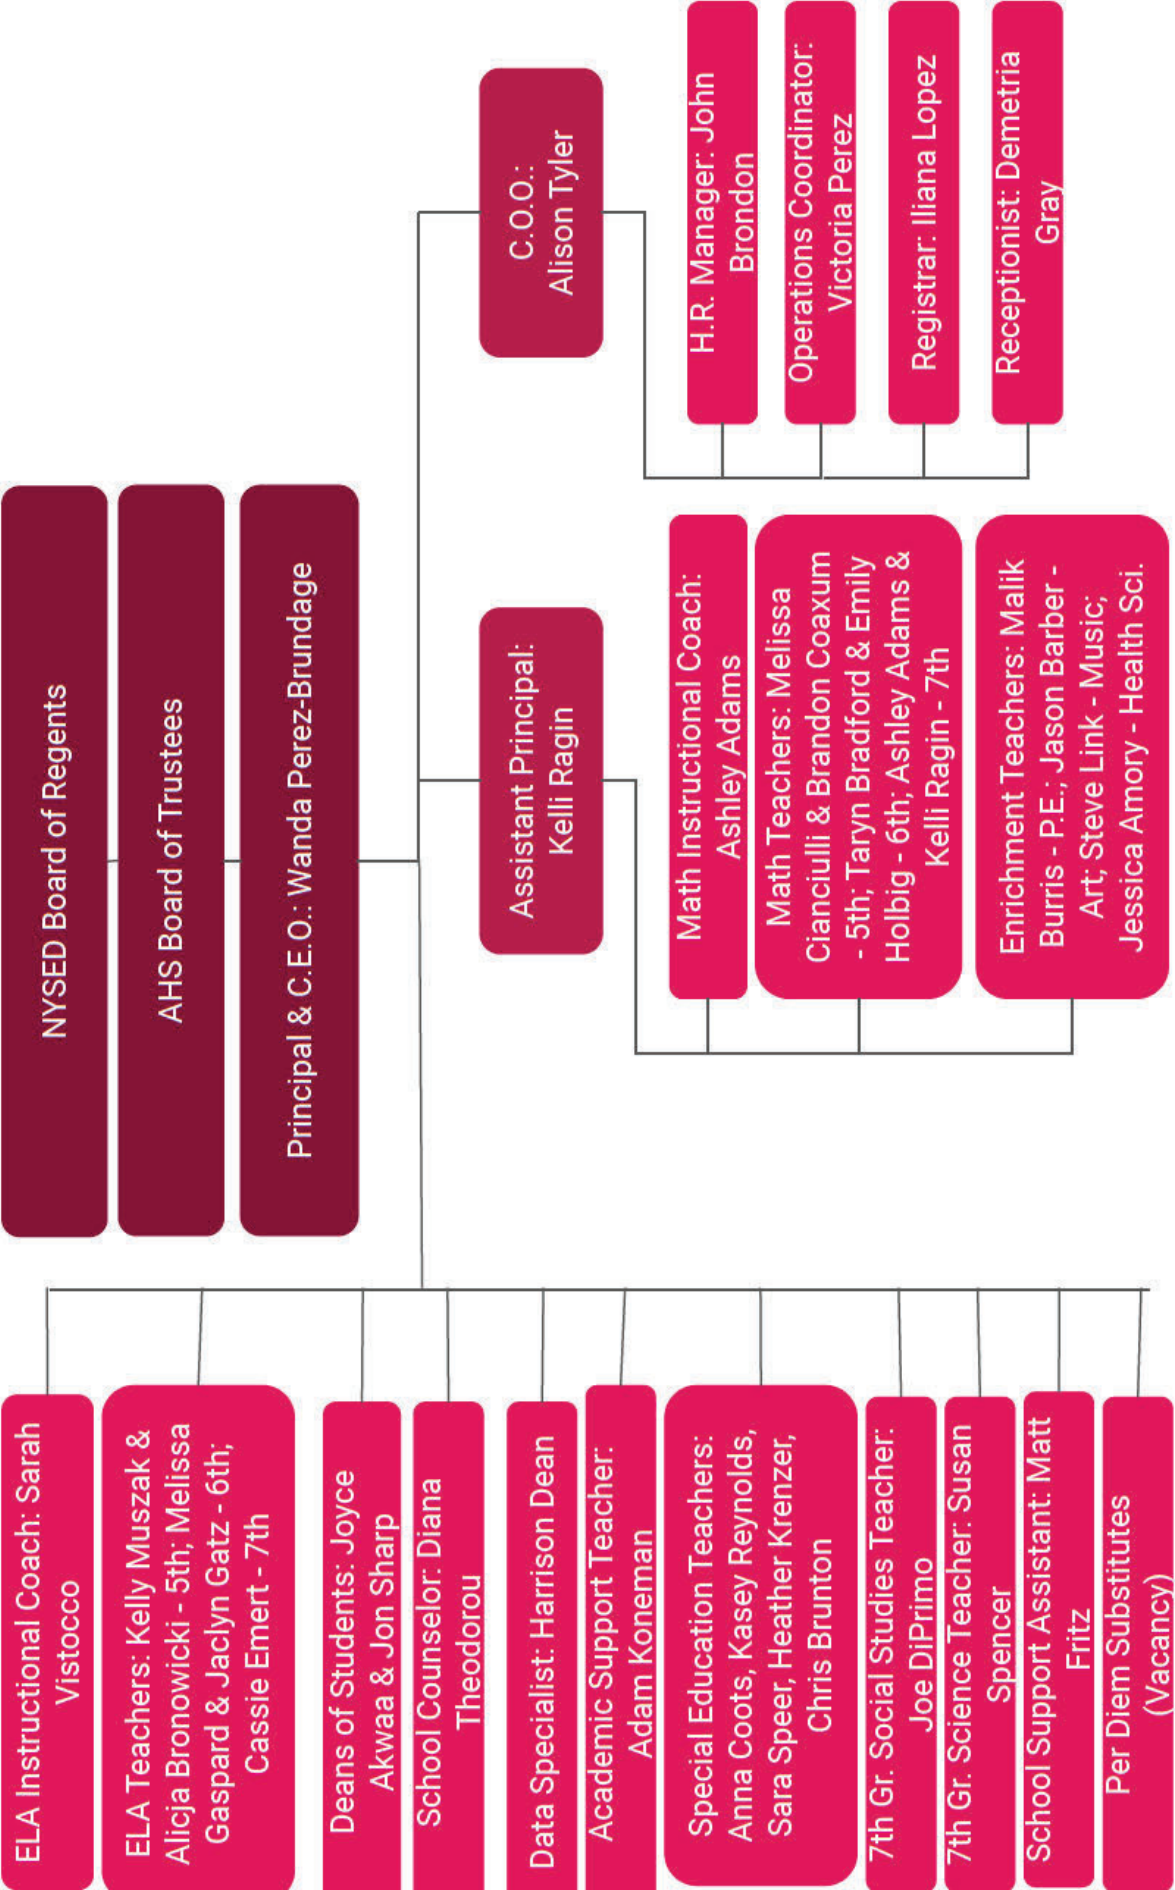 NYSED Board of Regents
AHS Board of Trustees
Principal & C.E.O.: Wanda Perez-Brundage
ELA Instructional Coach: Sarah
Vistocco
ELA Teachers: Kelly Muszak &
Alicja Bronowicki - 5th; Melissa
Gaspard & Jaclyn Gatz - 6th;
Cassie Emert - 7th
Deans of Students: Joyce
Akwaa & Jon Sharp
School Counselor: Diana
Theodorou
Data Specialist: Harrison Dean
Academic Support Teacher:
Adam Koneman
Special Education Teachers:
Anna Coots, Kasey Reynolds,
Sara Speer, Heather Krenzer,
Chris Brunton
7th Gr. Social Studies Teacher:
Joe DiPrimo
7th Gr. Science Teacher: Susan
Spencer
School Support Assistant: Matt
Fritz
Per Diem Substitutes
(Vacancy)
Assistant Principal:
Kelli Ragin
Math Instructional Coach:
Ashley Adams
Math Teachers: Melissa
Cianciulli & Brandon Coaxum
- 5th; Taryn Bradford & Emily
Holbig - 6th; Ashley Adams &
Kelli Ragin - 7th
Enrichment Teachers: Malik
Burris - P.E.; Jason Barber -
Art; Steve Link - Music;
Jessica Amory - Health Sci.
C.O.O.:
Alison Tyler
H.R. Manager: John
Brondon
Operations Coordinator:
Victoria Perez
Registrar: Iliana Lopez
Receptionist: Demetria
Gray